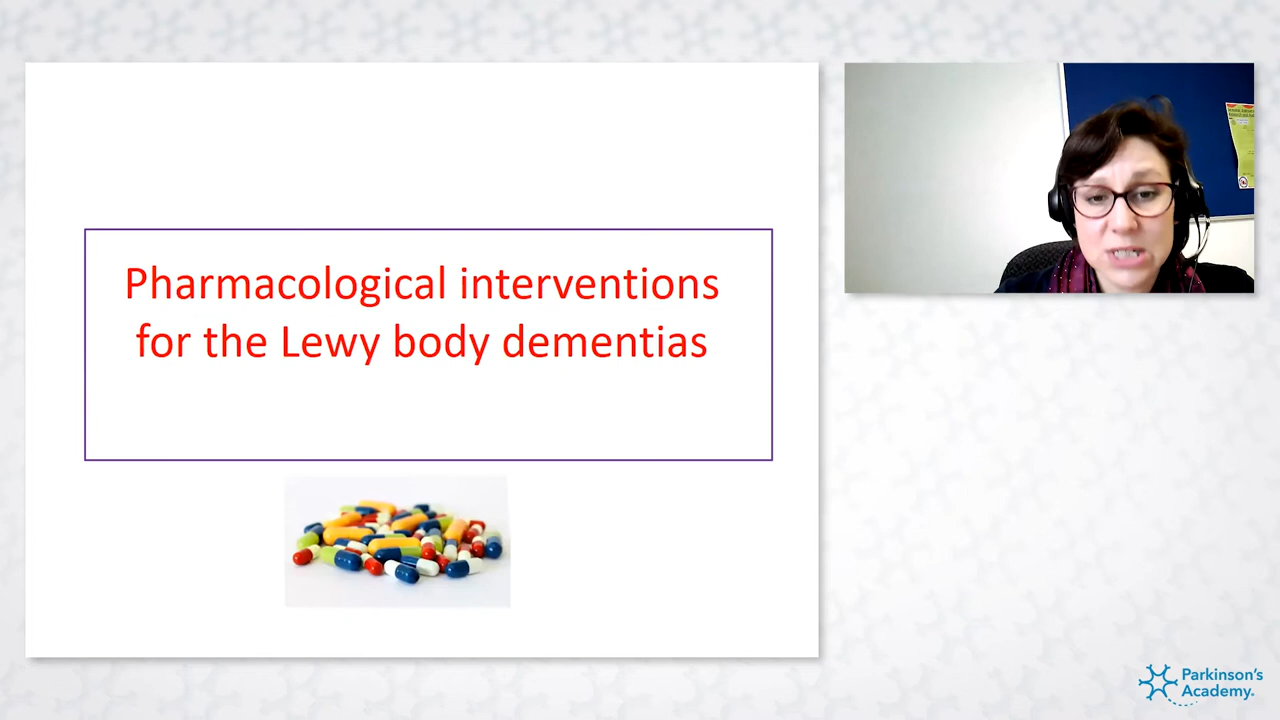 Pharmacological interventions
for the Lewy body dementias
Parkinson's
Academy.